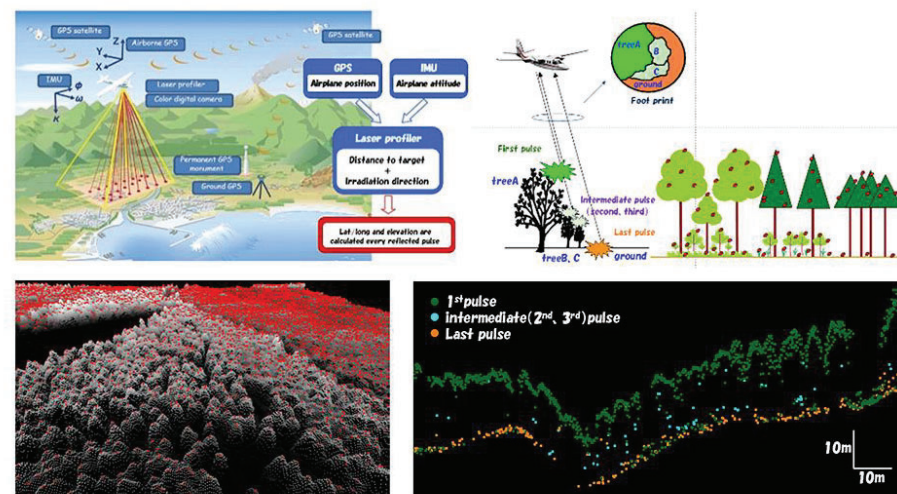 GPS satellite
Airborne GPS
GPS satellite
Z
Y
X
IMU
φ
ω
κ
Laser profiler
Color digital camera
Permanent GPS
monument
Ground GPS
GPS
Airplane position
IMU
Airplane attitude
Laser profiler
Distance to target
+
Irradiation direction
Lat/long and elevation are
calculated every reflected pulse
treeA
B
C
ground
Foot print
First pulse
treeA
Intermediate pulse
(second, third)
Last pulse
treeB, C
ground
1st pulse
intermediate(2nd、3rd)pulse
Last pulse
10m
10m